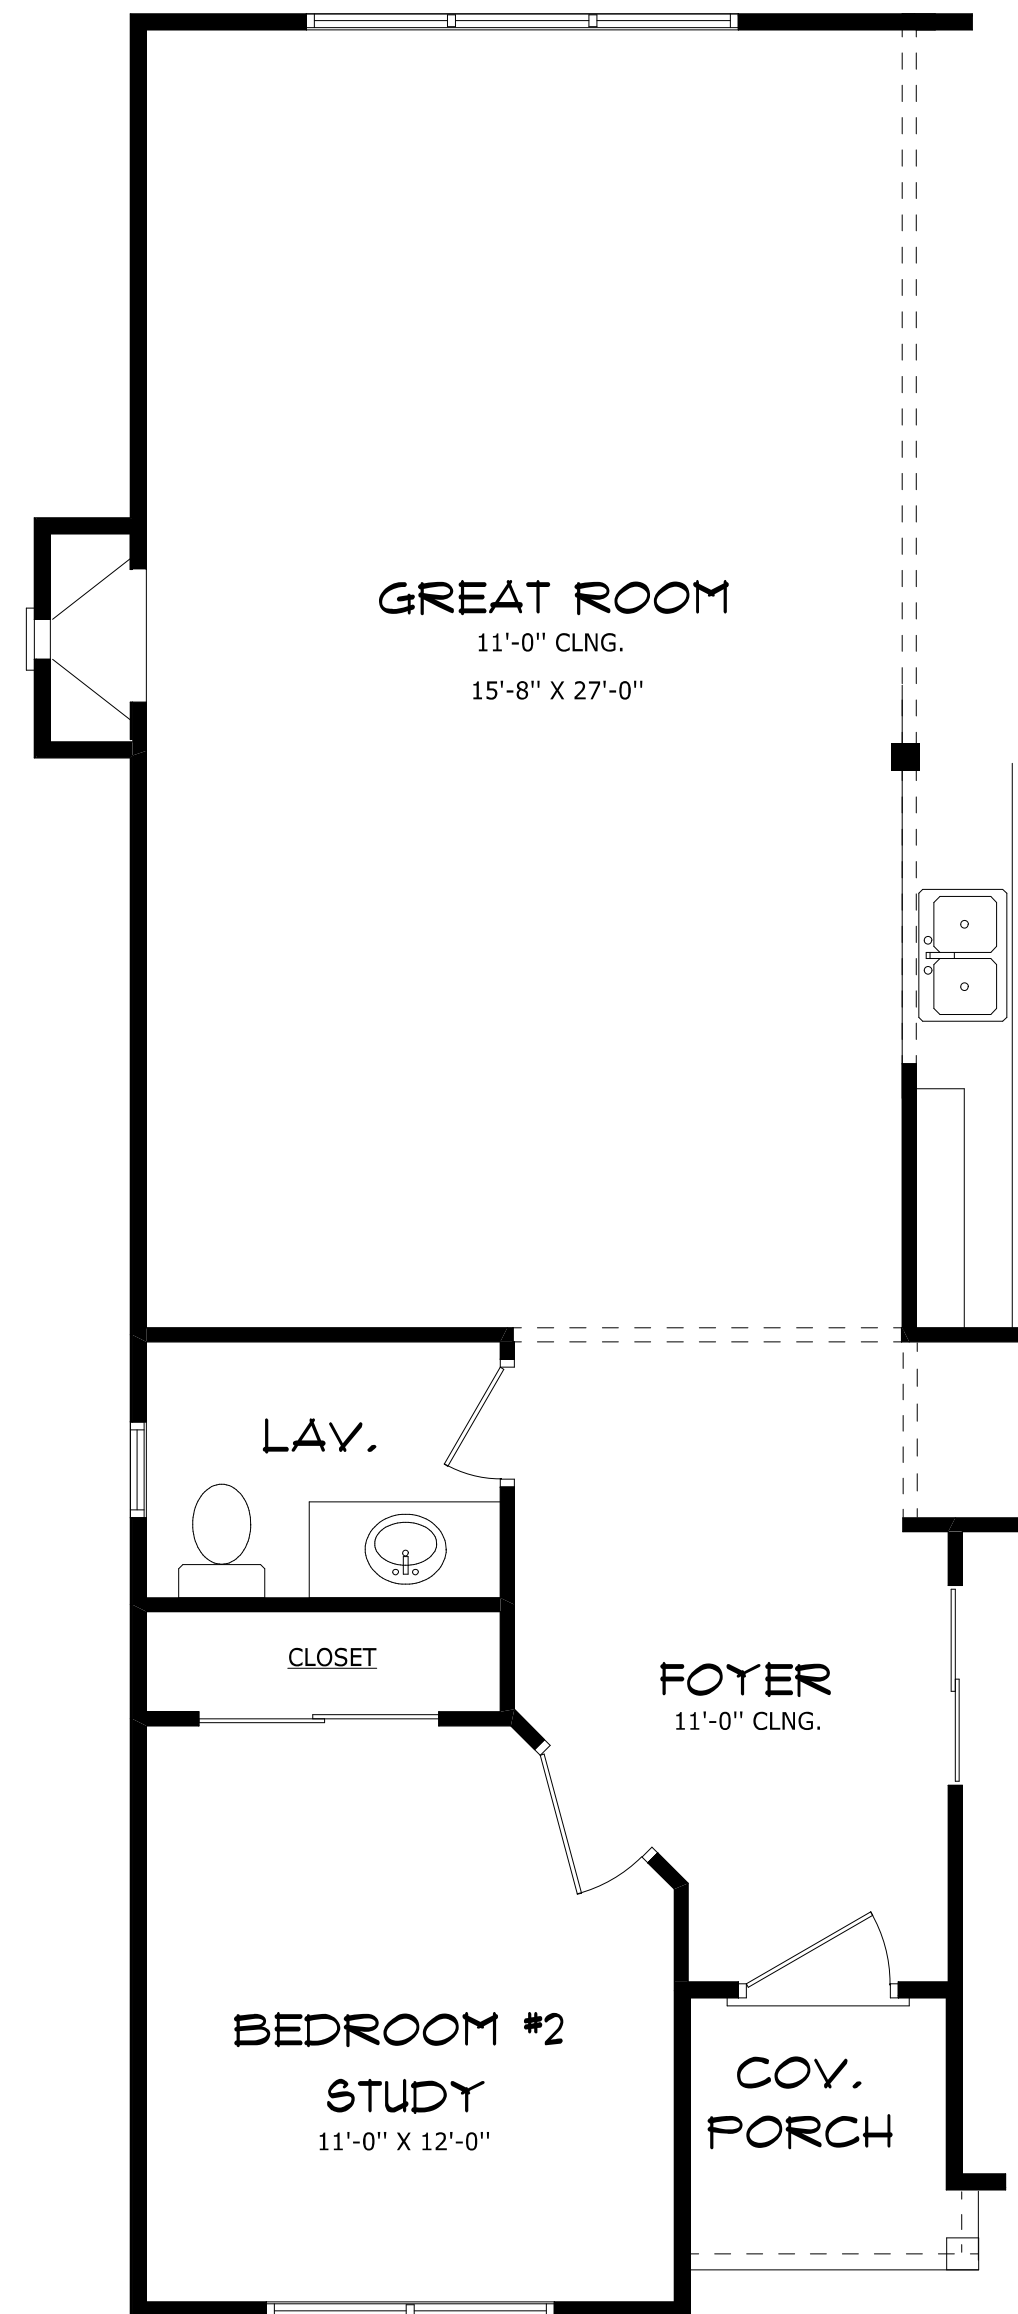 GREAT ROOM
11'-0" CLNG.
15'-8" X 27'-0"
LAV.
CLOSET
FOYER
11'-0" CLNG.
BEDROOM #2
STUDY
11'-0" X 12'-0"
COV.
PORCH